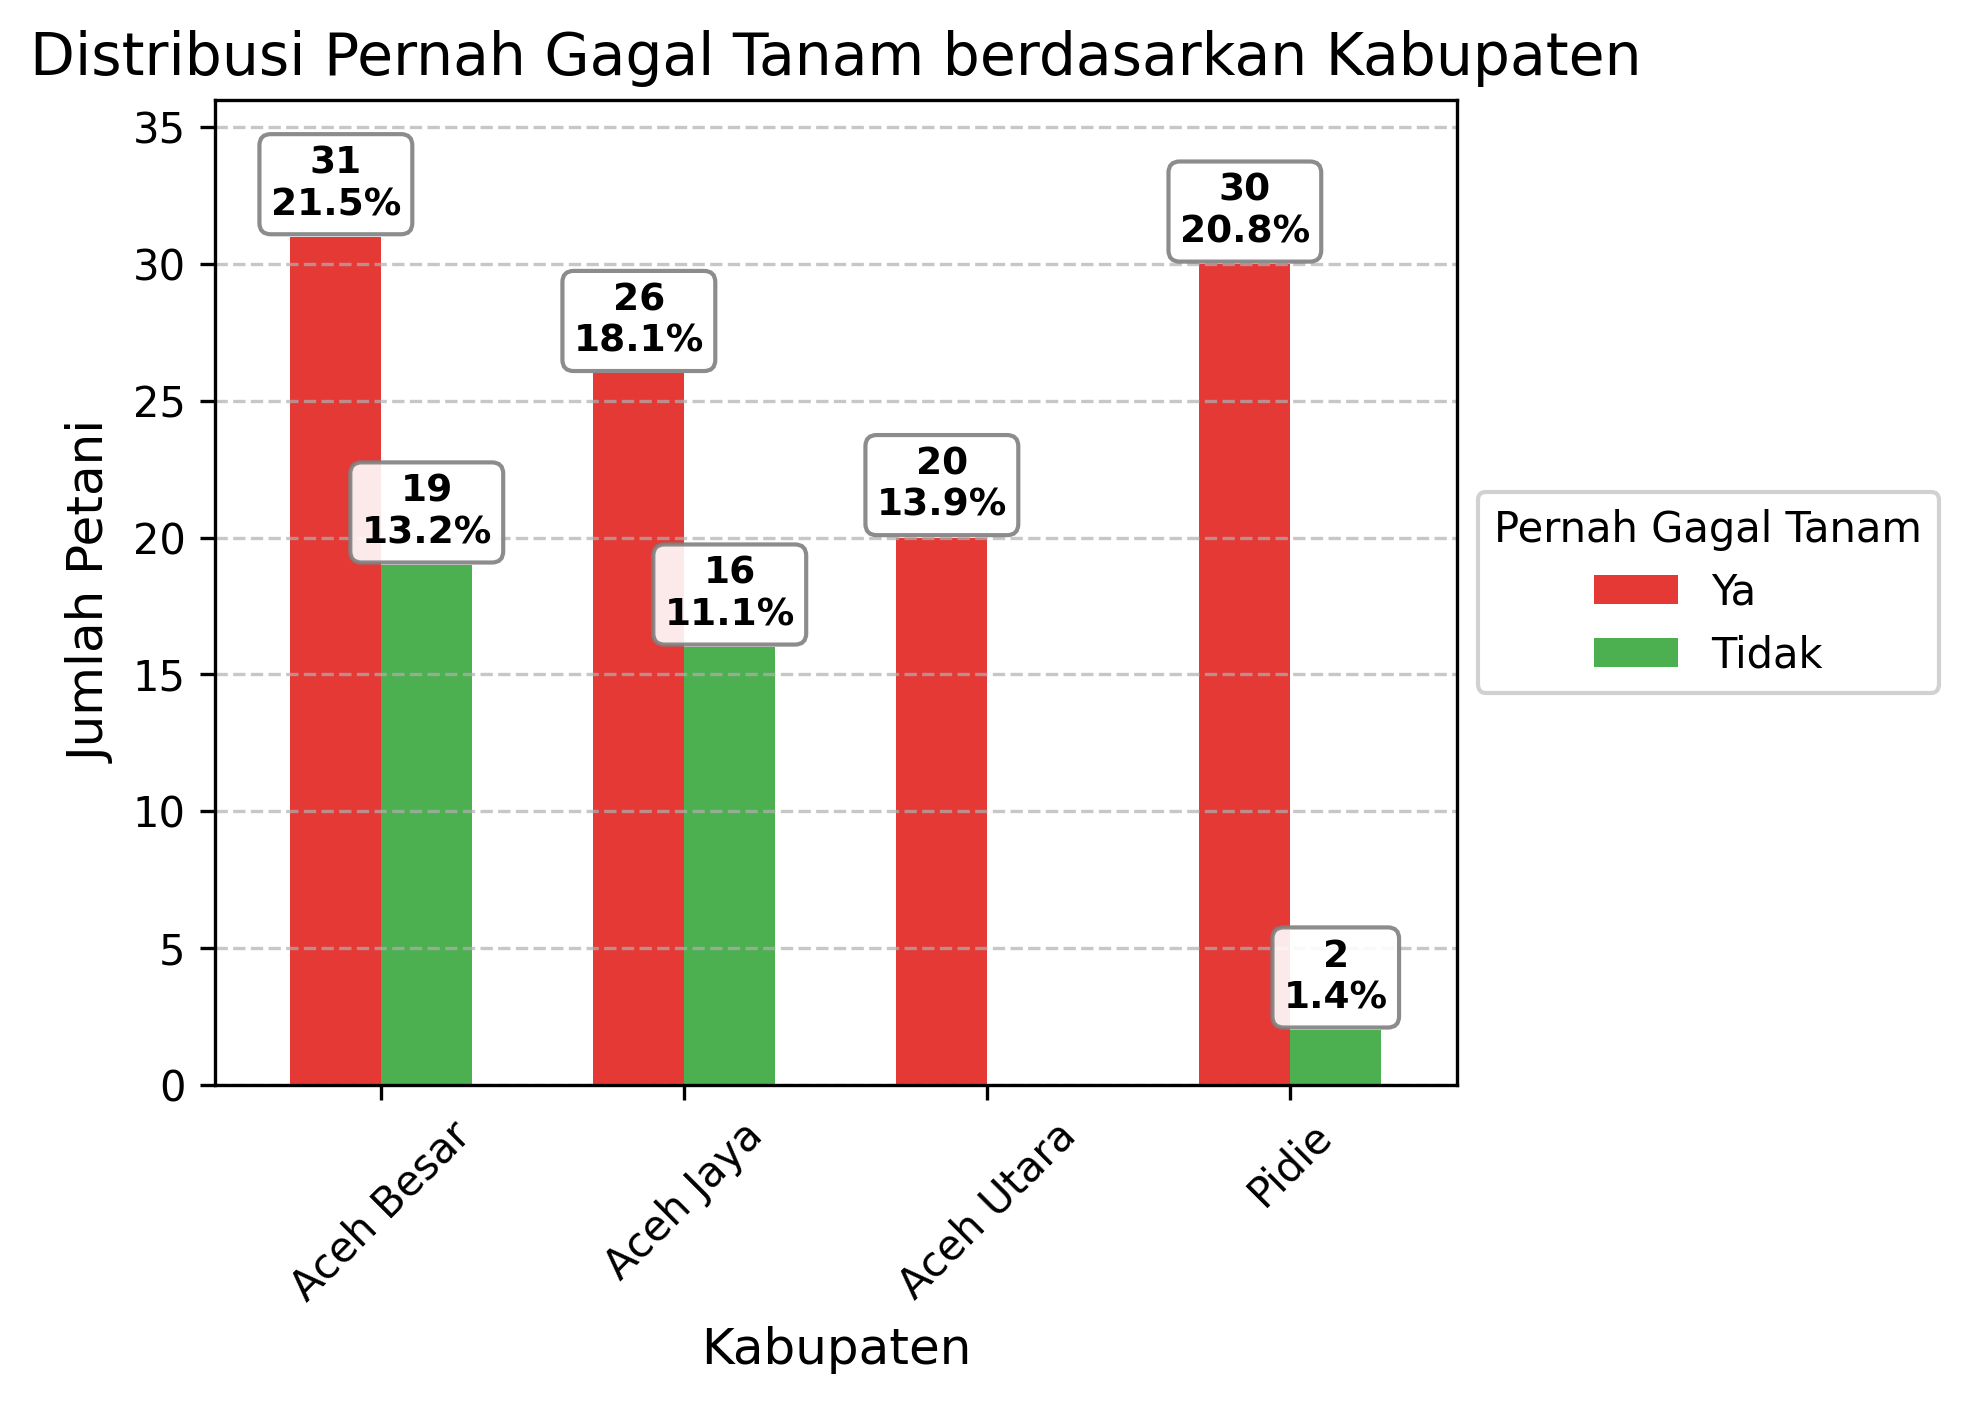 Distribusi Pernah Gagal Tanam berdasarkan Kabupaten
Jumlah Petani
35
30
25
20
15
10
5
0
31
21.5%
19
13.2%
26
18.1%
16
11.1%
20
13.9%
30
20.8%
2
1.4%
Aceh Besar
Aceh Jaya
Aceh Utara
Pidie
Kabupaten
Pernah Gagal Tanam
Ya
Tidak